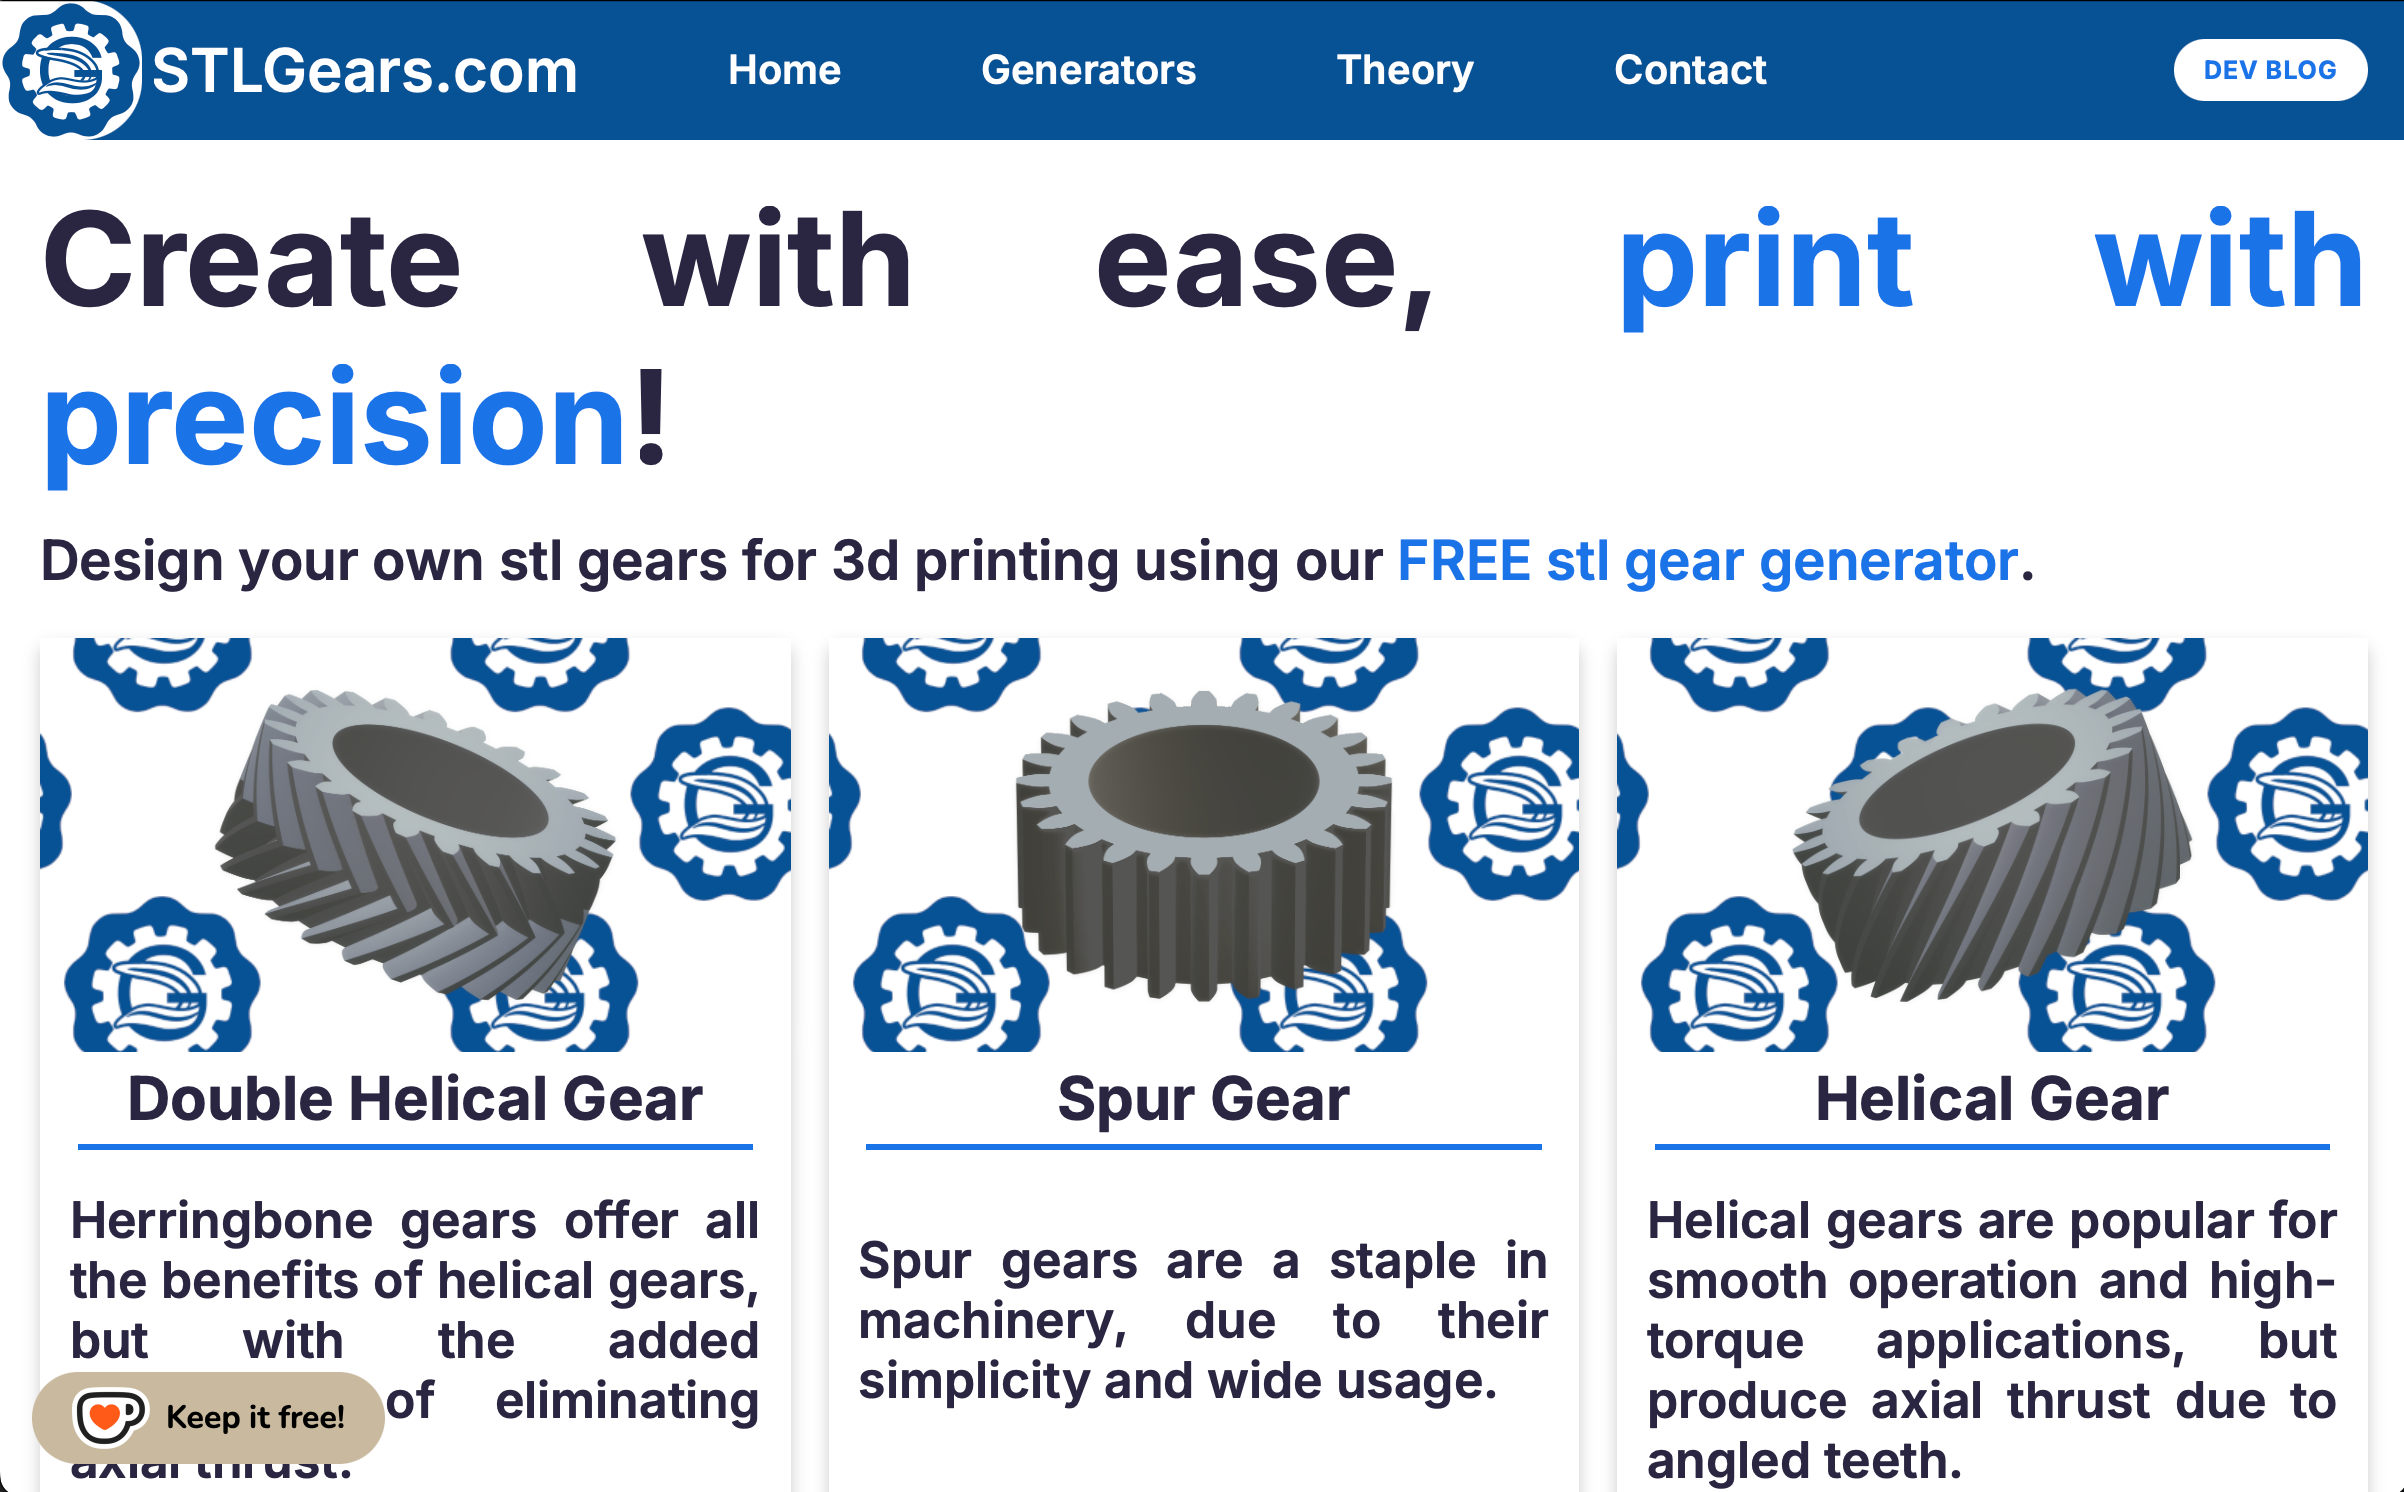 STLGears.com
Home
Generators
Theory
Contact
DEV BLOG
Create with ease, print with
precision!
Design your own stl gears for 3d printing using our FREE stl gear generator.
Double Helical Gear
Herringbone gears offer all
the benefits of helical gears,
but with the added
of eliminating
axial thrust.
Spur Gear
Spur gears are a staple in
machinery, due to their
simplicity and wide usage.
Helical Gear
Helical gears are popular for
smooth operation and high-
torque applications, but
produce axial thrust due to
angled teeth.
Keep it free!